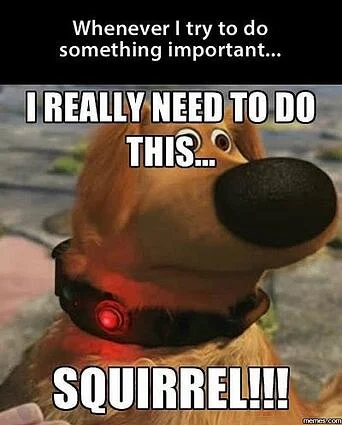 Whenever I try to do
something important...
I REALLY NEED TO DO
THIS...
SQUIRREL!!!
memes.com